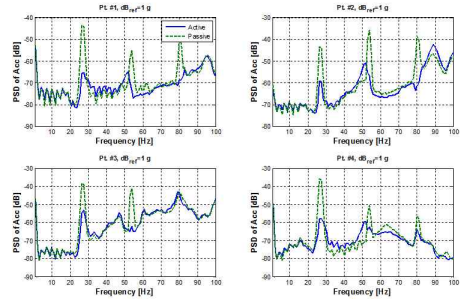 Pt. #1, dBref=1 g
Active
Passive
-40
-50
-60
-70
-80
-90
PSD of Acc [dB]
10 20 30 40 50 60 70 80 90 100
Frequency [Hz]
Pt. #2, dBref=1 g
-30
-40
-50
-60
-70
-80
-90
PSD of Acc [dB]
10 20 30 40 50 60 70 80 90 100
Frequency [Hz]
Pt. #3, dBref=1 g
-30
-40
-50
-60
-70
-80
PSD of Acc [dB]
10 20 30 40 50 60 70 80 90 100
Frequency [Hz]
Pt. #4, dBref=1 g
-30
-40
-50
-60
-70
-80
-90
PSD of Acc [dB]
10 20 30 40 50 60 70 80 90 100
Frequency [Hz]